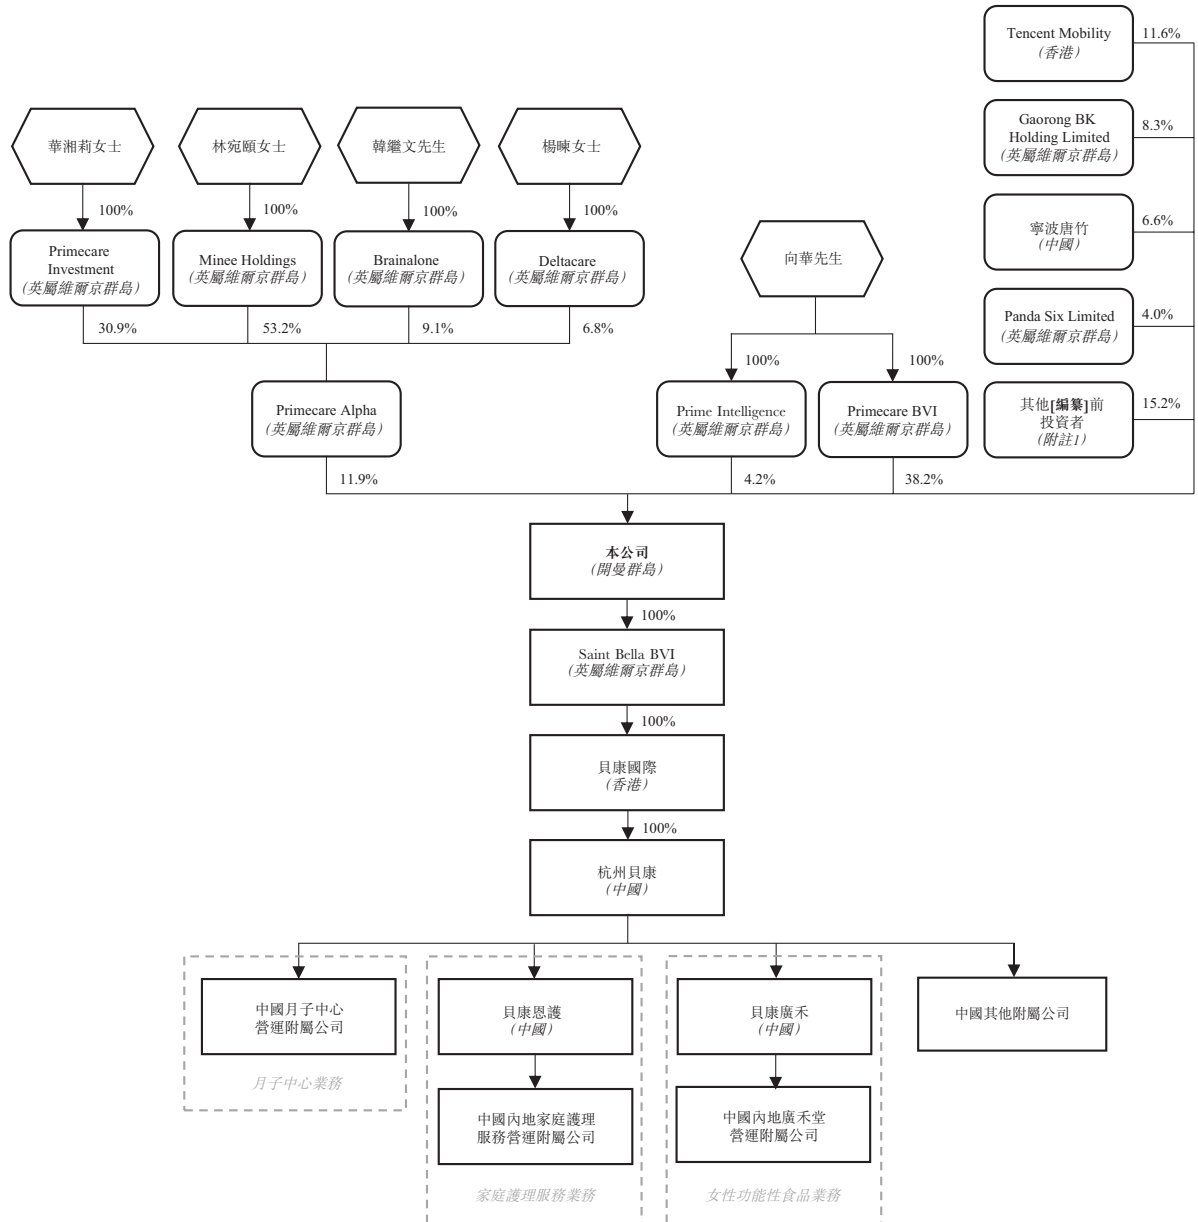 Tencent Mobility
(香港)
11.6%
Gaorong BK
Holding Limited
(英屬維爾京群島)
8.3%
寧波唐竹
(中國)
6.6%
Panda Six Limited
(英屬維爾京群島)
4.0%
其他[編纂]前
投資者
(附註1)
15.2%
華湘莉女士
林宛頤女士
韓繼文先生
楊暕女士
100%
100%
100%
100%
Primecare
Investment
(英屬維爾京群島)
Minee Holdings
(英屬維爾京群島)
Brainalone
(英屬維爾京群島)
Deltacare
(英屬維爾京群島)
向華先生
30.9%
53.2%
9.1%
6.8%
100%
100%
Primecare Alpha
(英屬維爾京群島)
Prime Intelligence
(英屬維爾京群島)
Primecare BVI
(英屬維爾京群島)
11.9%
4.2%
38.2%
本公司
(開曼群島)
100%
Saint Bella BVI
(英屬維爾京群島)
100%
貝康國際
(香港)
100%
杭州貝康
(中國)
中國月子中心
營運附屬公司
月子中心業務
貝康恩護
(中國)
中國內地家庭護理
服務營運附屬公司
家庭護理服務業務
貝康廣禾
(中國)
中國內地廣禾堂
營運附屬公司
女性功能性食品業務
中國其他附屬公司